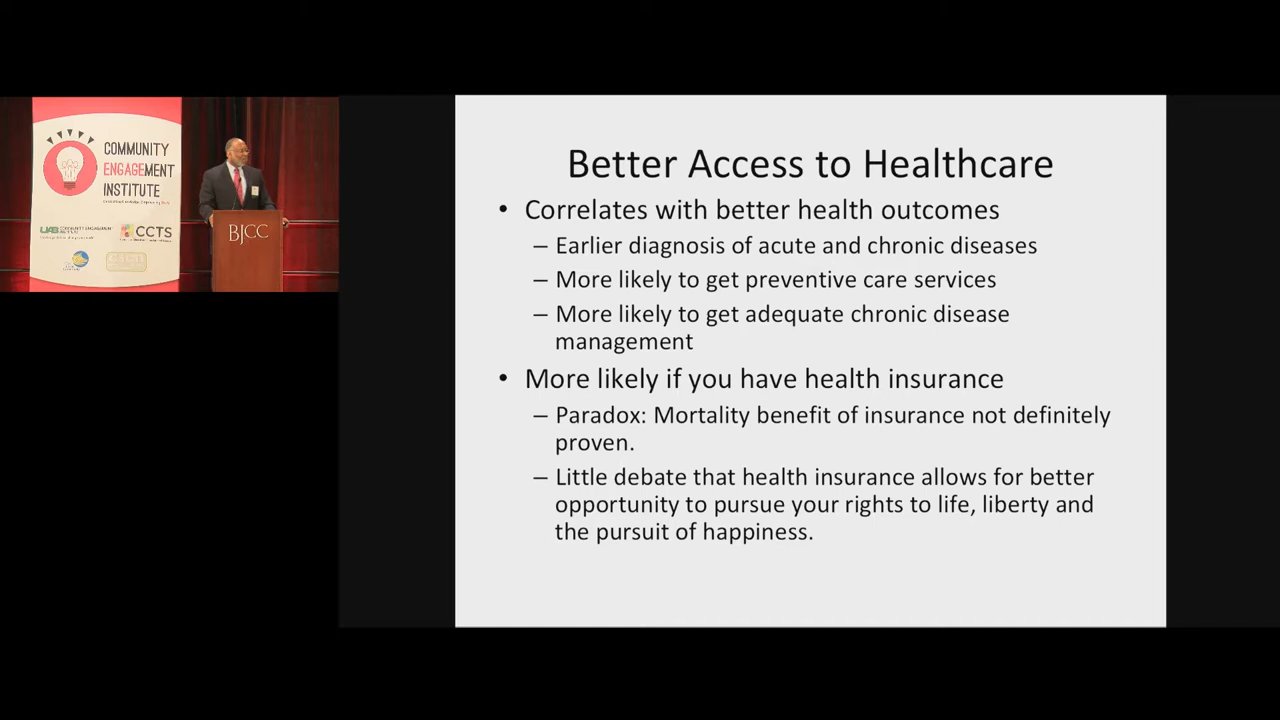 COMMUNITY
ENGAGEMENT
INSTITUTE
UAB COMMUNITY ENGAGEMENT
CCTS
BJCC
Better Access to Healthcare
• Correlates with better health outcomes
– Earlier diagnosis of acute and chronic diseases
– More likely to get preventive care services
– More likely to get adequate chronic disease
management
• More likely if you have health insurance
– Paradox: Mortality benefit of insurance not definitely
proven.
– Little debate that health insurance allows for better
opportunity to pursue your rights to life, liberty and
the pursuit of happiness.